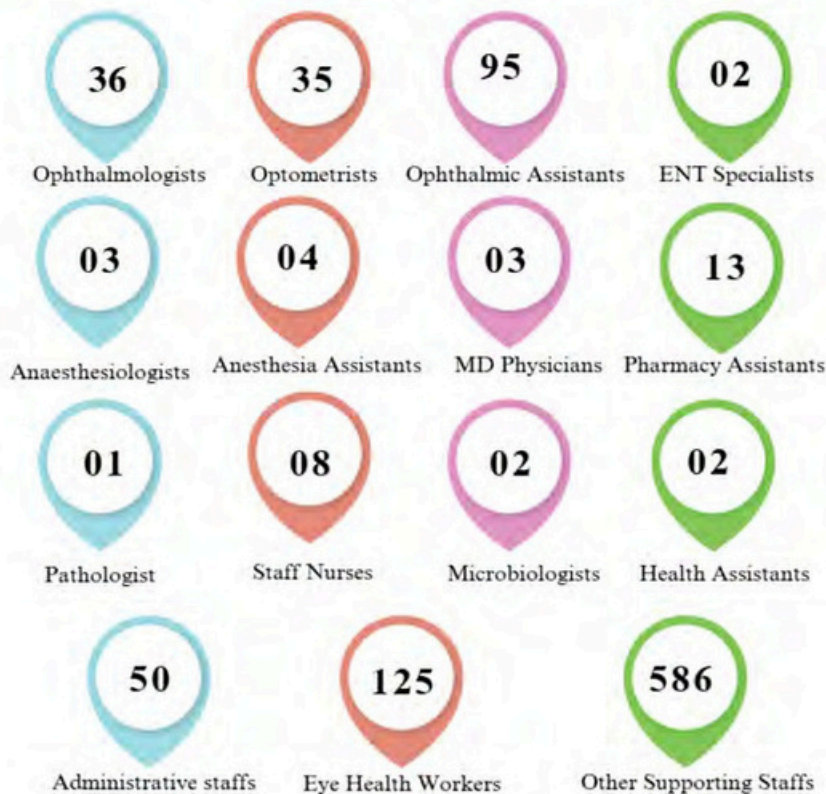 36 35 95 02
Ophthalmologists Optometrists Ophthalmic Assistants ENT Specialists
03 04 03 13
Anaesthesiologists Anesthesia Assistants MD Physicians Pharmacy Assistants
01 08 02 02
Pathologist Staff Nurses Microbiologists Health Assistants
50 125 586
Administrative staffs Eye Health Workers Other Supporting Staffs